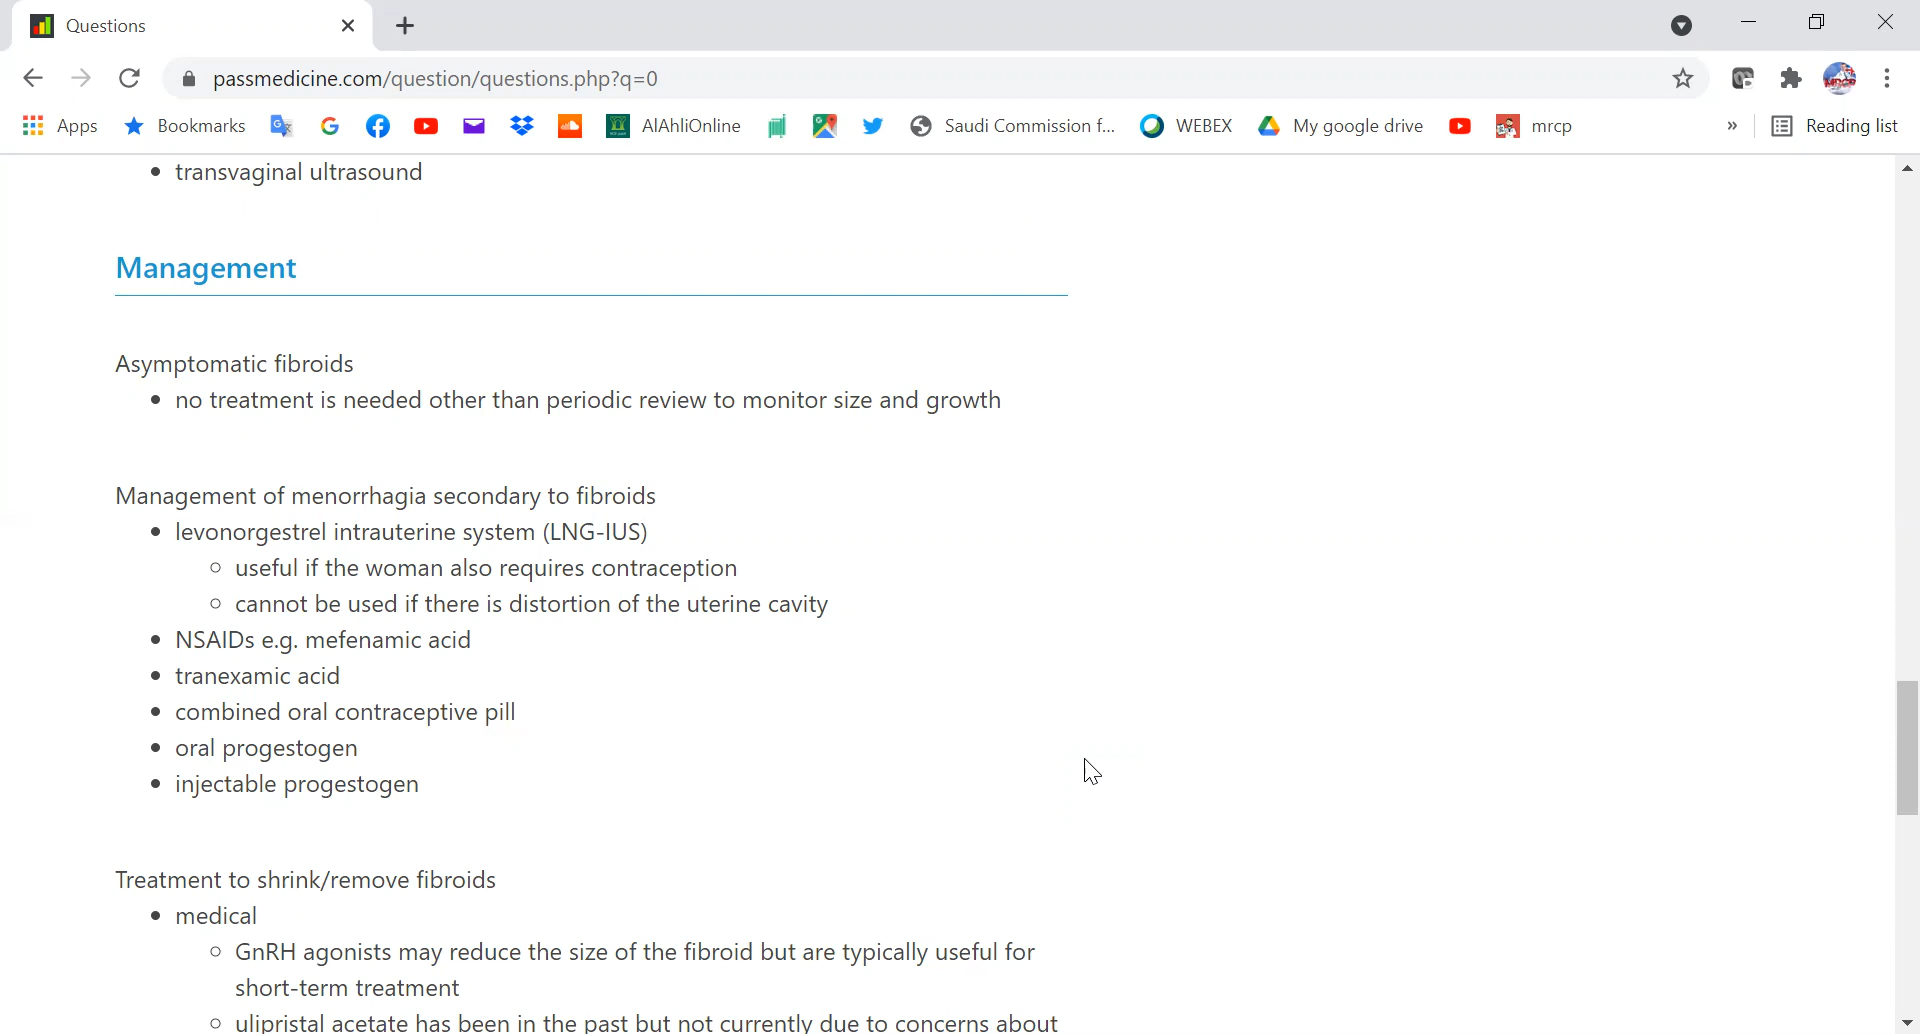 Questions
passmedicine.com/question/questions.php?q=0
Apps Bookmarks AlAhliOnline Saudi Commission f... WEBEX My google drive mrcp » Reading list
• transvaginal ultrasound
Management
Asymptomatic fibroids
• no treatment is needed other than periodic review to monitor size and growth
Management of menorrhagia secondary to fibroids
• levonorgestrel intrauterine system (LNG-IUS)
○ useful if the woman also requires contraception
○ cannot be used if there is distortion of the uterine cavity
• NSAIDs e.g. mefenamic acid
• tranexamic acid
• combined oral contraceptive pill
• oral progestogen
• injectable progestogen
Treatment to shrink/remove fibroids
• medical
○ GnRH agonists may reduce the size of the fibroid but are typically useful for
short-term treatment
○ ulipristal acetate has been in the past but not currently due to concerns about